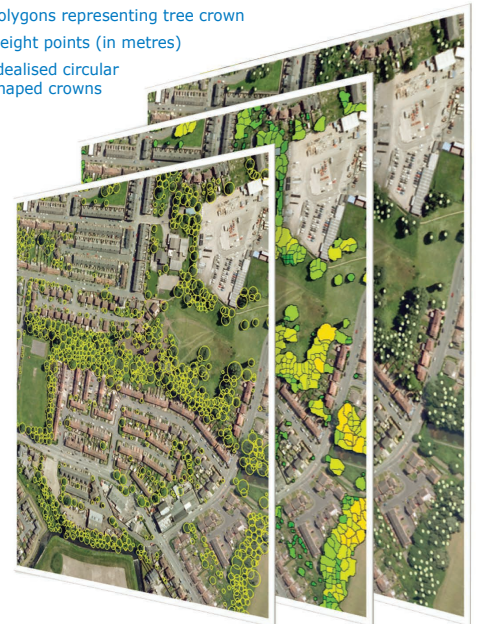 olygons representing tree crown
eight points (in metres)
dealised circular
haped crowns